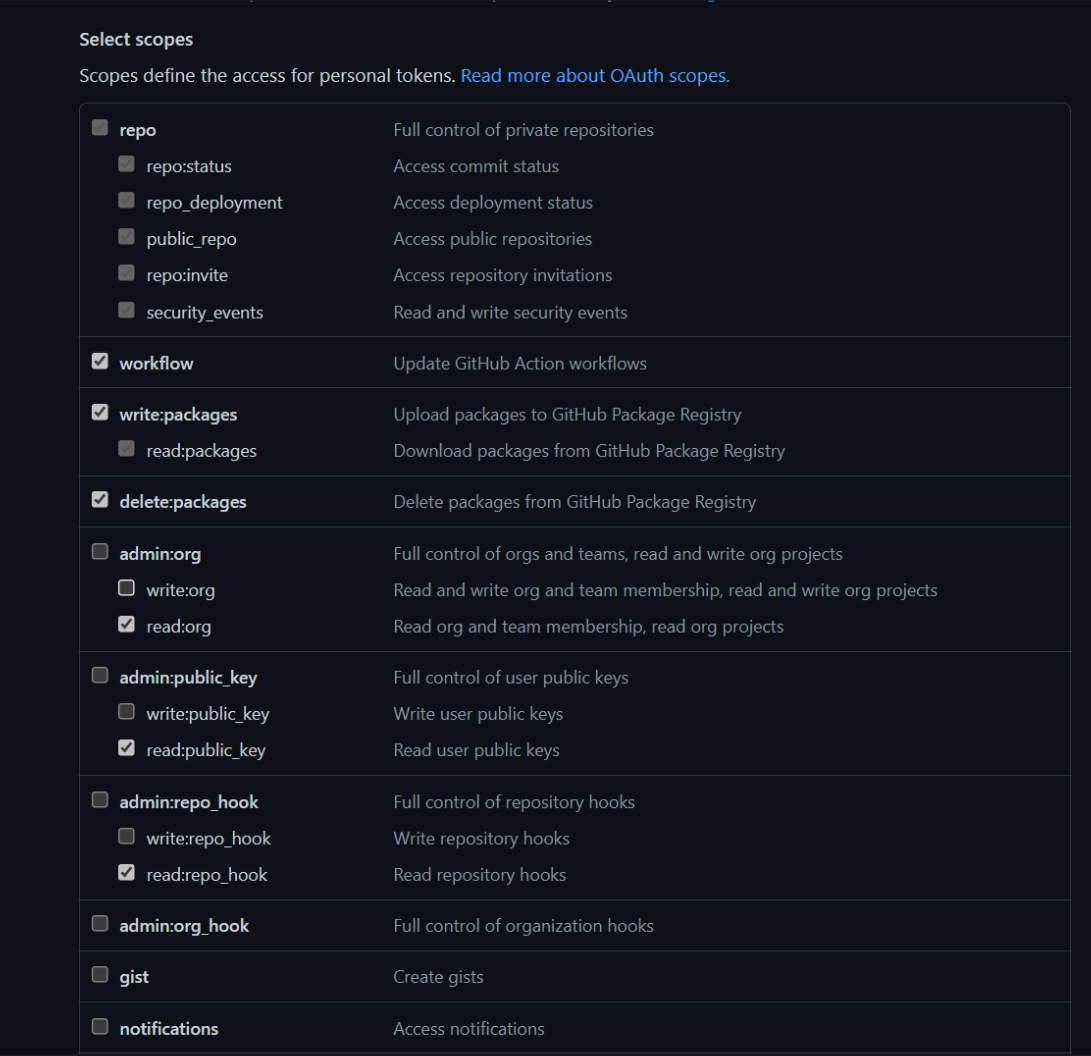 Select scopes
Scopes define the access for personal tokens. Read more about OAuth scopes.
repo Full control of private repositories
repo:status Access commit status
repo_deployment Access deployment status
public_repo Access public repositories
repo:invite Access repository invitations
security_events Read and write security events
workflow Update GitHub Action workflows
write:packages Upload packages to GitHub Package Registry
read:packages Download packages from GitHub Package Registry
delete:packages Delete packages from GitHub Package Registry
admin:org Full control of orgs and teams, read and write org projects
write:org Read and write org and team membership, read and write org projects
read:org Read org and team membership, read org projects
admin:public_key Full control of user public keys
write:public_key Write user public keys
read:public_key Read user public keys
admin:repo_hook Full control of repository hooks
write:repo_hook Write repository hooks
read:repo_hook Read repository hooks
admin:org_hook Full control of organization hooks
gist Create gists
notifications Access notifications